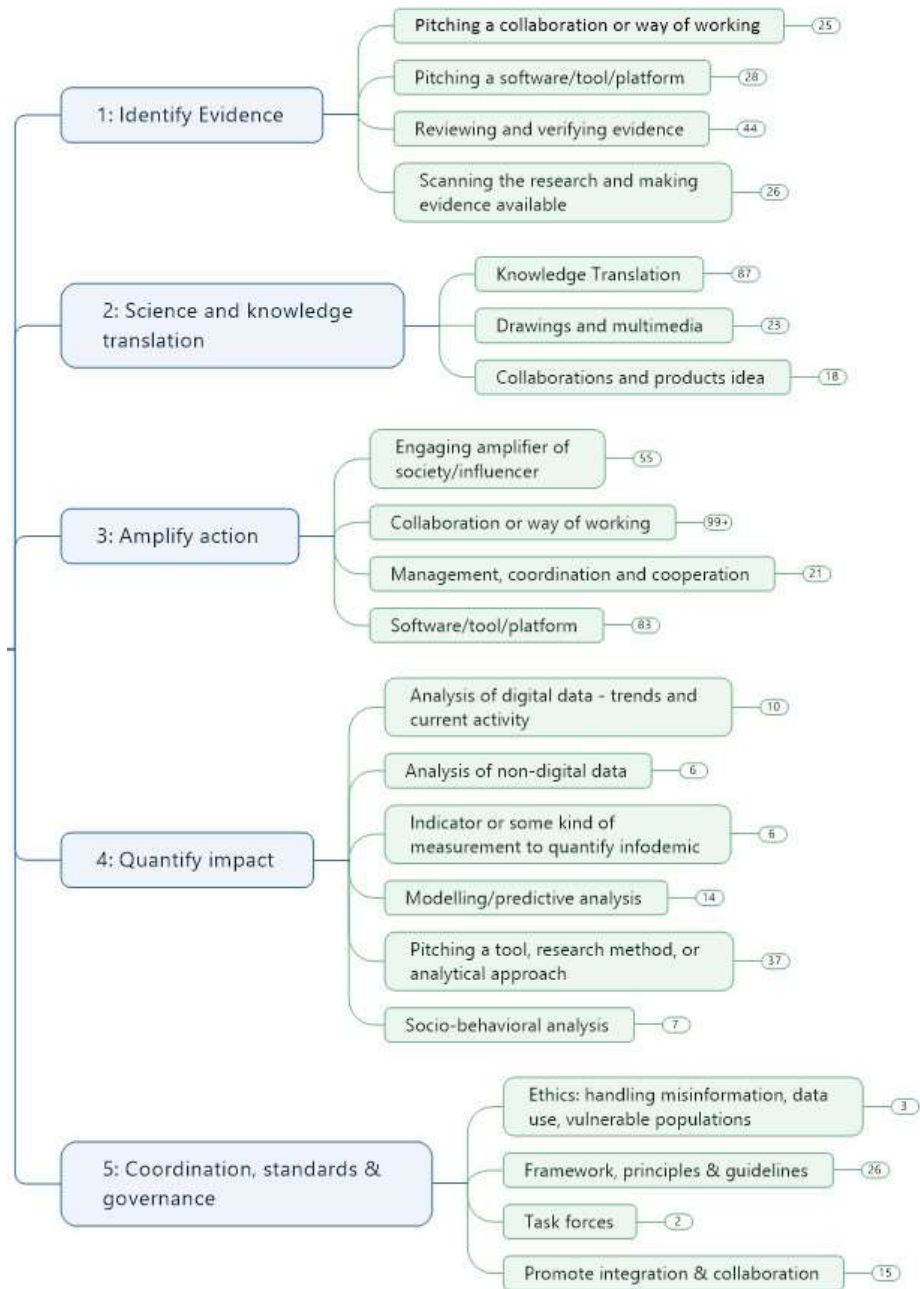 1: Identify Evidence
Pitching a collaboration or way of working
25
Pitching a software/tool/platform
28
Reviewing and verifying evidence
44
Scanning the research and making
evidence available
26
2: Science and knowledge
translation
Knowledge Translation
87
Drawings and multimedia
23
Collaborations and products idea
18
3: Amplify action
Engaging amplifier of
society/influencer
55
Collaboration or way of working
99+
Management, coordination and cooperation
21
Software/tool/platform
83
4: Quantify impact
Analysis of digital data - trends and
current activity
10
Analysis of non-digital data
6
Indicator or some kind of
measurement to quantify infodemic
6
Modelling/predictive analysis
14
Pitching a tool, research method, or
analytical approach
37
Socio-behavioral analysis
7
5: Coordination, standards &
governance
Ethics: handling misinformation, data
use, vulnerable populations
3
Framework, principles & guidelines
26
Task forces
2
Promote integration & collaboration
15